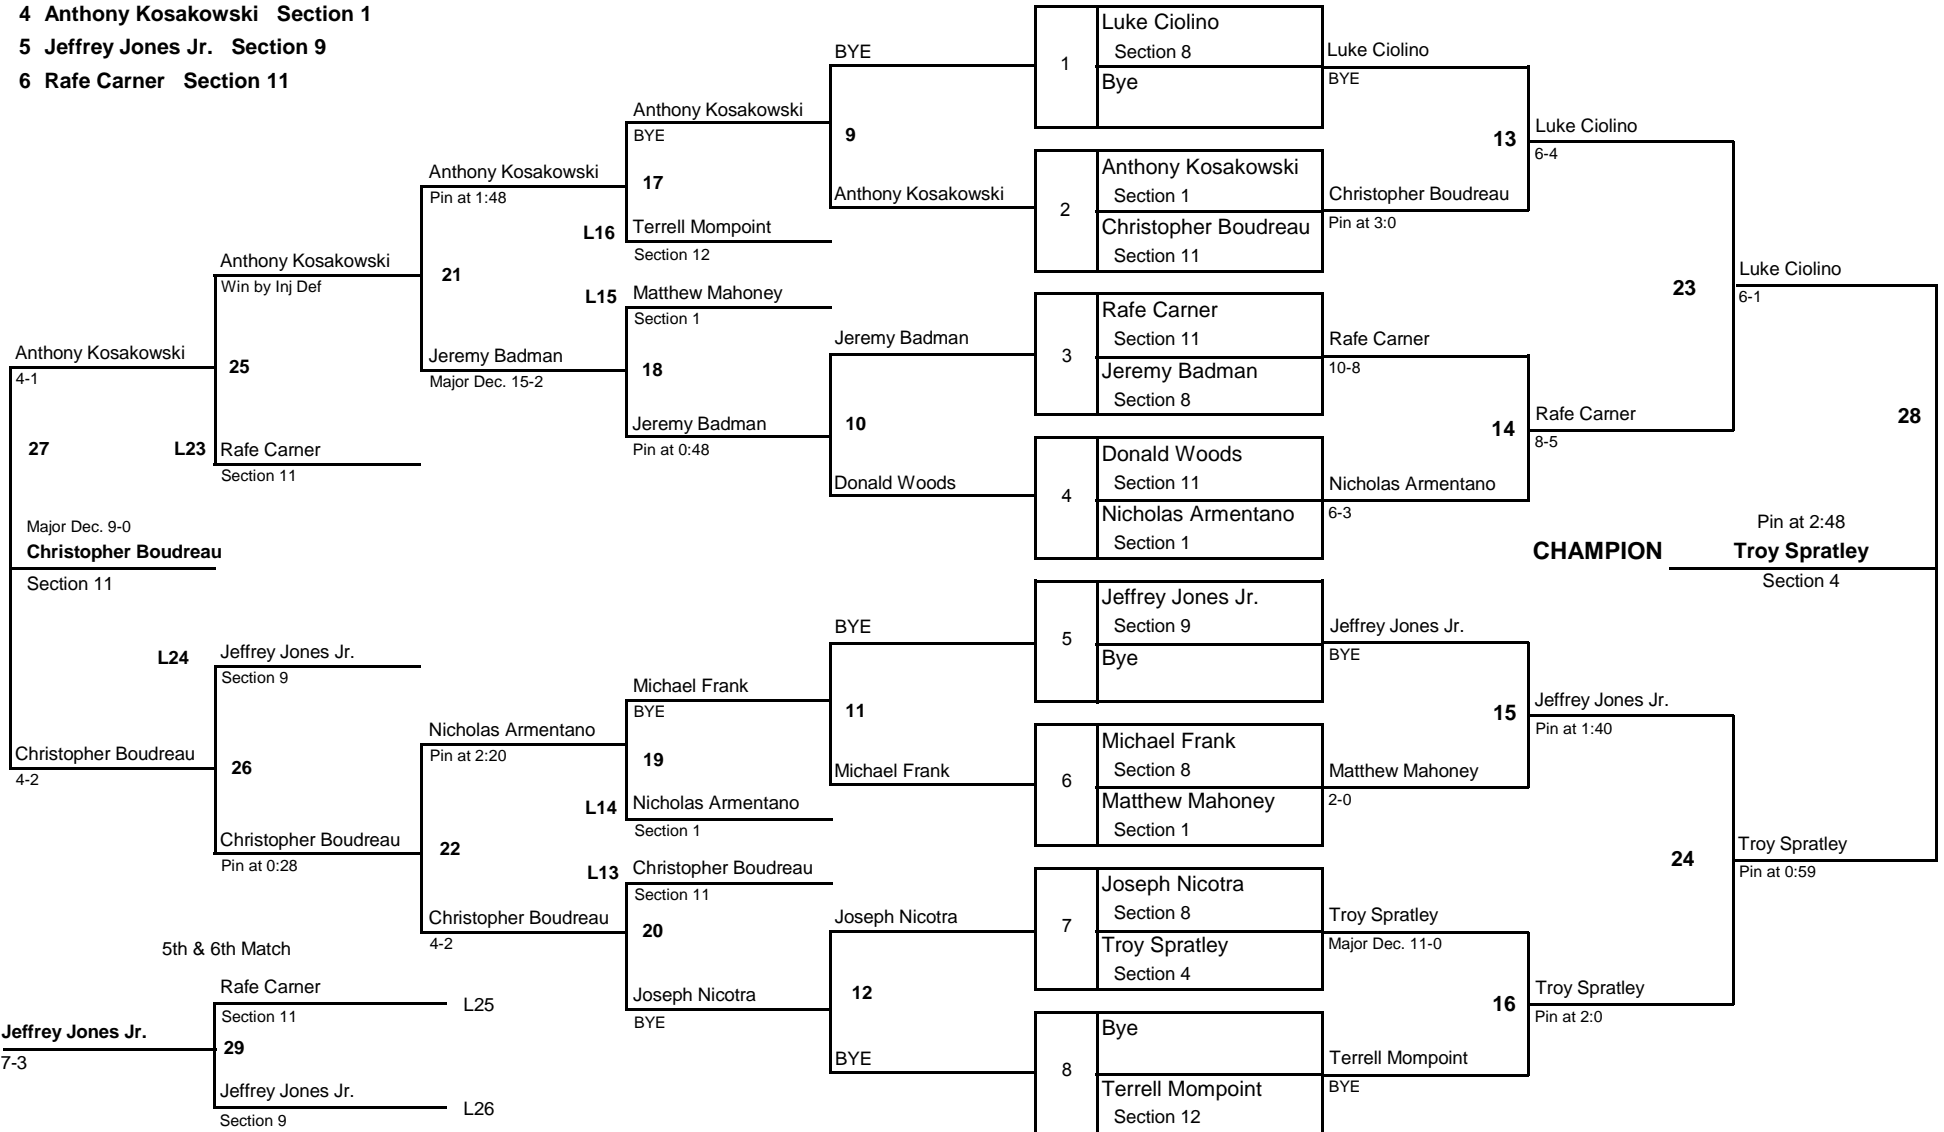 4 Anthony Kosakowski Section 1
5 Jeffrey Jones Jr. Section 9
6 Rafe Carner Section 11
Anthony Kosakowski
4-1
27
Major Dec. 9-0
Christopher Boudreau
Section 11
Christopher Boudreau
4-2
5th & 6th Match
Jeffrey Jones Jr.
7-3
Anthony Kosakowski
Win by Inj Def
25
L23
Rafe Carner
Section 11
L24
Jeffrey Jones Jr.
Section 9
26
Christopher Boudreau
Pin at 0:28
Rafe Carner
L25
Section 11
29
Jeffrey Jones Jr.
L26
Section 9
Anthony Kosakowski
Pin at 1:48
21
Jeremy Badman
Major Dec. 15-2
Nicholas Armentano
Pin at 2:20
22
Christopher Boudreau
4-2
Anthony Kosakowski
BYE
17
L16
Terrell Mompoint
Section 12
L15
Matthew Mahoney
Section 1
18
Jeremy Badman
Pin at 0:48
Michael Frank
BYE
19
L14
Nicholas Armentano
Section 1
L13
Christopher Boudreau
Section 11
20
Joseph Nicotra
BYE
BYE
9
Anthony Kosakowski
Jeremy Badman
10
Donald Woods
BYE
11
Michael Frank
Joseph Nicotra
12
BYE
1
Luke Ciolino
Section 8
Bye
2
Anthony Kosakowski
Section 1
Christopher Boudreau
Section 11
3
Rafe Carner
Section 11
Jeremy Badman
Section 8
4
Donald Woods
Section 11
Nicholas Armentano
Section 1
5
Jeffrey Jones Jr.
Section 9
Bye
6
Michael Frank
Section 8
Matthew Mahoney
Section 1
7
Joseph Nicotra
Section 8
Troy Spratley
Section 4
8
Bye
Terrell Mompoint
Section 12
Luke Ciolino
BYE
13
Christopher Boudreau
Pin at 3:0
Rafe Carner
10-8
14
Nicholas Armentano
6-3
Jeffrey Jones Jr.
BYE
15
Matthew Mahoney
2-0
Troy Spratley
Major Dec. 11-0
16
Terrell Mompoint
BYE
Luke Ciolino
6-4
23
Rafe Carner
8-5
Jeffrey Jones Jr.
Pin at 1:40
24
Troy Spratley
Pin at 2:0
Luke Ciolino
6-1
28
Pin at 2:48
CHAMPION
Troy Spratley
Section 4
Troy Spratley
Pin at 0:59